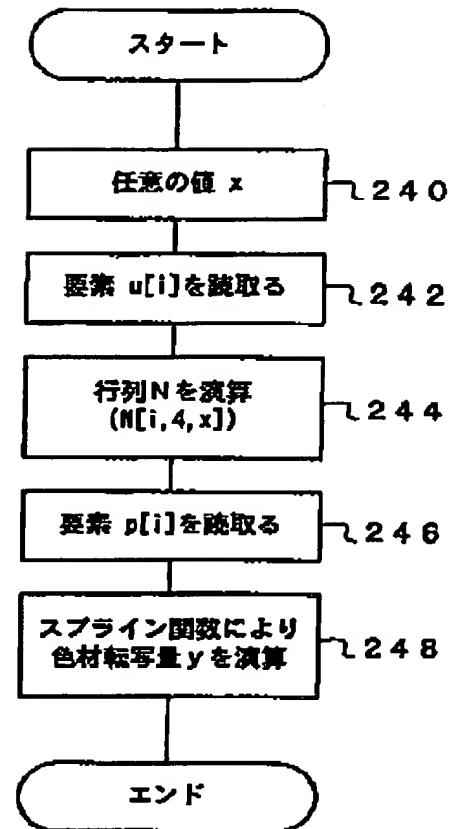 スタート
任意の値 x
240
要素 u[i]を読取る
242
行列Nを演算
(N[i,4,x])
244
要素 p[i]を読取る
246
スプライン関数により
色材転写量yを演算
248
エンド